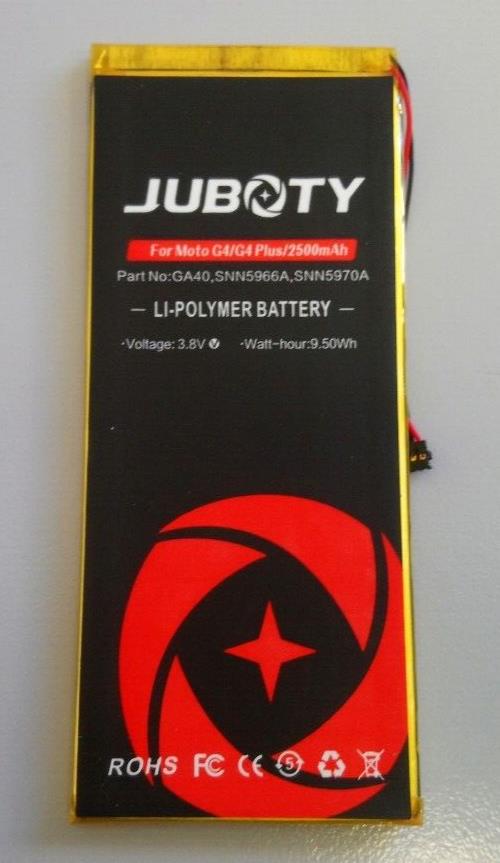 JUBOTY
For Moto G4/G4 Plus/2500mAh
Part No:GA40,SNN5966A,SNN5970A
— LI-POLYMER BATTERY —
·Voltage: 3.8V ·Watt-hour:9.50Wh
ROHS FC CE 5